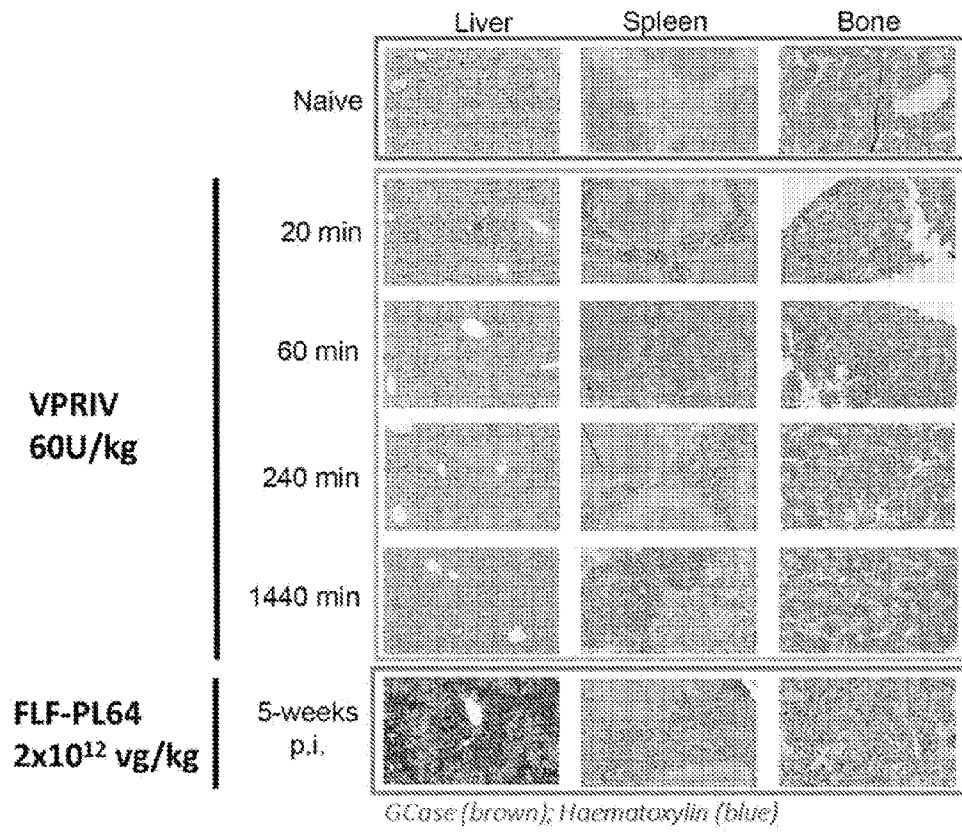 Liver Spleen Bone
Naive
20 min
60 min
VPRIV
60U/kg
240 min
1440 min
FLF-PL64
2x10¹² vg/kg
5-weeks
p.i.
GCase (brown); Haematoxylin (blue)